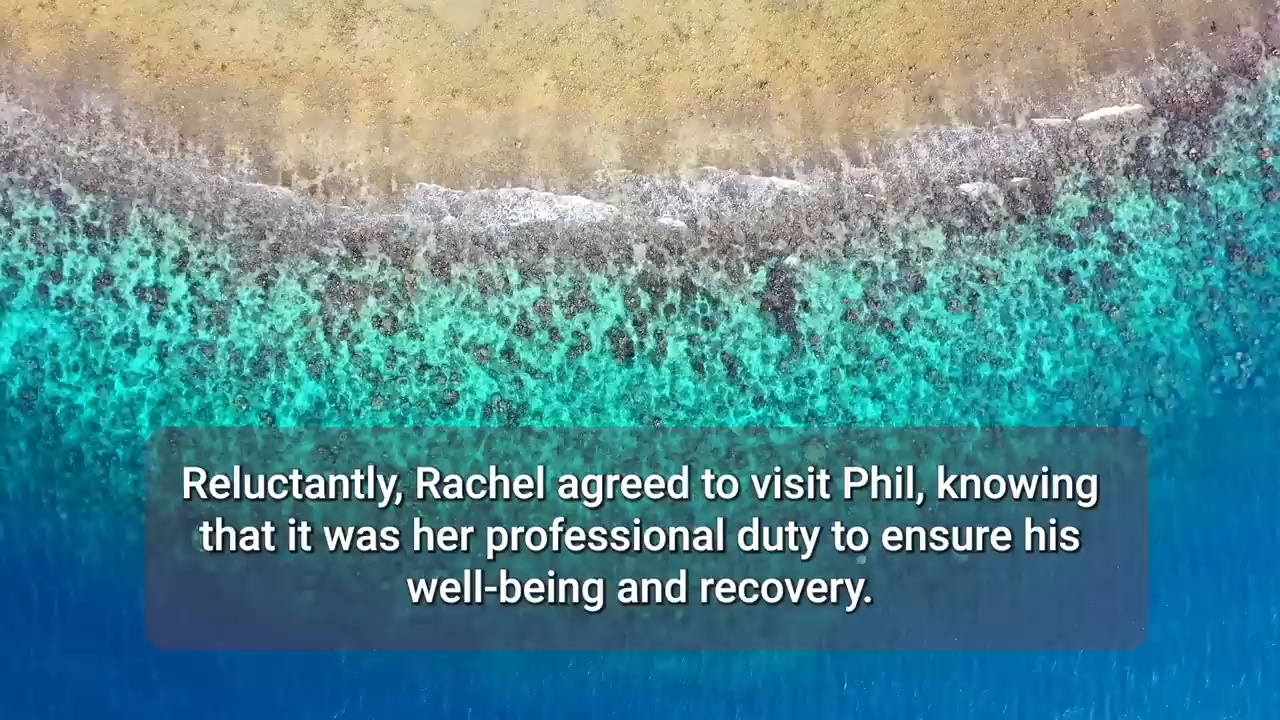 Reluctantly, Rachel agreed to visit Phil, knowing
that it was her professional duty to ensure his
well-being and recovery.